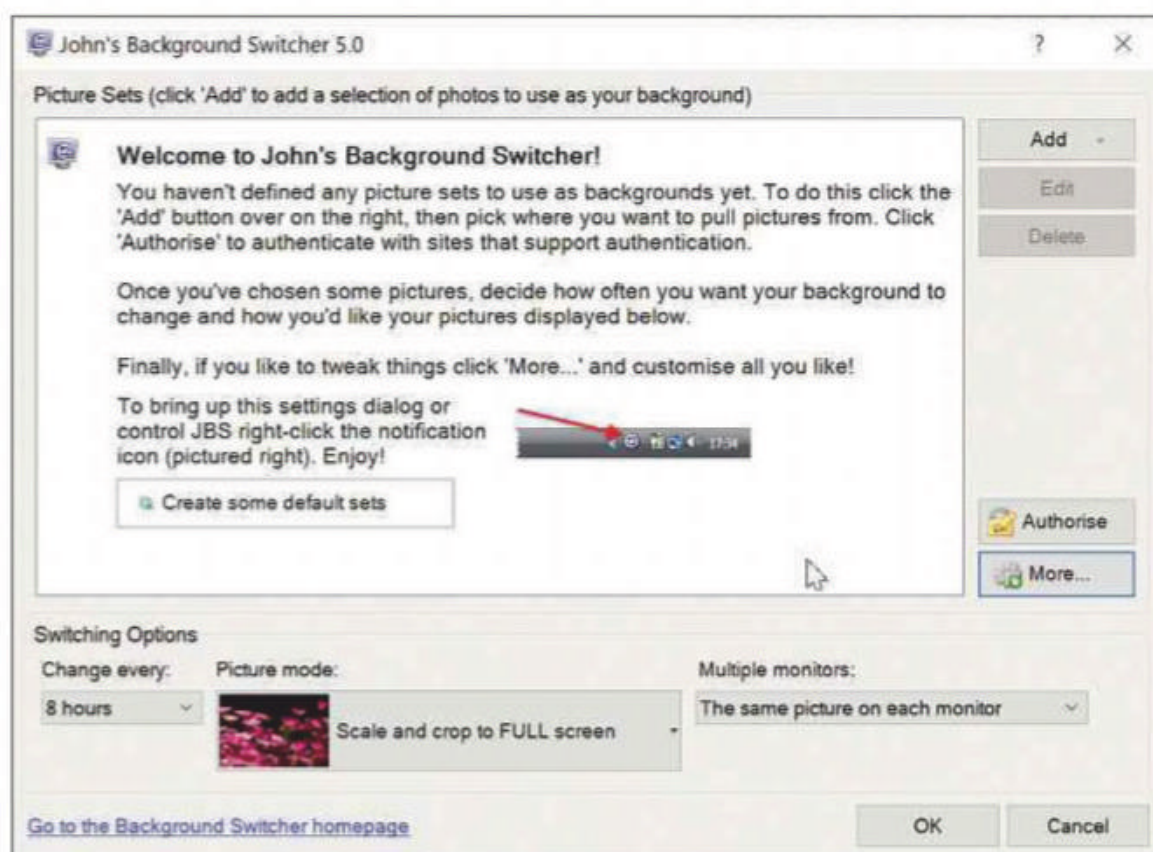 John's Background Switcher 5.0
?
Picture Sets (click 'Add' to add a selection of photos to use as your background)
Welcome to John's Background Switcher!
You haven't defined any picture sets to use as backgrounds yet. To do this click the
'Add' button over on the right, then pick where you want to pull pictures from. Click
'Authorise' to authenticate with sites that support authentication.
Once you've chosen some pictures, decide how often you want your background to
change and how you'd like your pictures displayed below.
Finally, if you like to tweak things click 'More...' and customise all you like!
To bring up this settings dialog or
control JBS right-click the notification
icon (pictured right). Enjoy!
17:34
Create some default sets
Add
Edit
Delete
Authorise
More...
Switching Options
Change every:
Picture mode:
Multiple monitors:
8 hours
Scale and crop to FULL screen
The same picture on each monitor
Go to the Background Switcher homepage
OK
Cancel